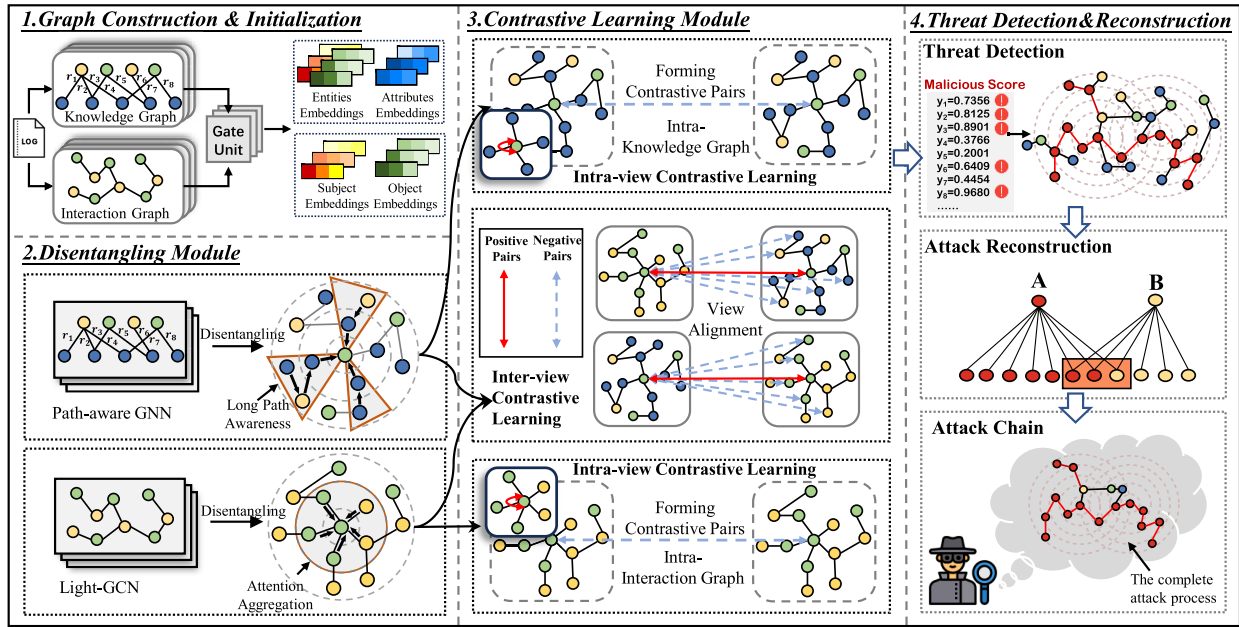 1.Graph Construction & Initialization
r1 r3 r5 r6 r8
r2 r4 r7
Knowledge Graph
LOG
Gate
Unit
Interaction Graph
Entities
Embeddings
Attributes
Embeddings
Subject
Embeddings
Object
Embeddings
2.Disentangling Module
r1 r3 r5 r6 r8
r2 r4 r7
Path-aware GNN
Disentangling
Long Path
Awareness
Light-GCN
Disentangling
Attention
Aggregation
3.Contrastive Learning Module
Forming
Contrastive Pairs
Intra-
Knowledge Graph
Intra-view Contrastive Learning
Positive
Pairs
Negative
Pairs
View
Alignment
Inter-view
Contrastive
Learning
Intra-view Contrastive Learning
Forming
Contrastive Pairs
Intra-
Interaction Graph
4.Threat Detection&Reconstruction
Threat Detection
Malicious Score
y1=0.7356 !
y2=0.8125 !
y3=0.8901 !
y4=0.3766
y5=0.2001
y6=0.6409 !
y7=0.4454
y8=0.9680 !
......
Attack Reconstruction
A
B
Attack Chain
The complete
attack process